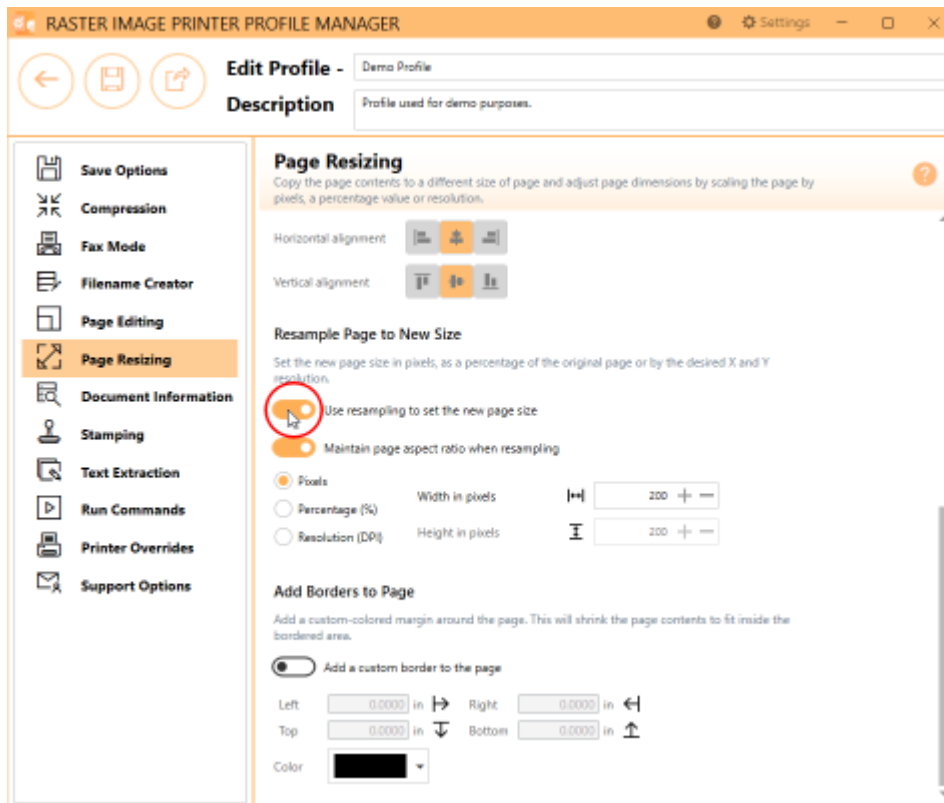 RASTER IMAGE PRINTER PROFILE MANAGER
Settings
Edit Profile - Demo Profile
Description Profile used for demo purposes.
Save Options
Compression
Fax Mode
Filename Creator
Page Editing
Page Resizing
Document Information
Stamping
Text Extraction
Run Commands
Printer Overrides
Support Options
Page Resizing
Copy the page contents to a different size of page and adjust page dimensions by scaling the page by
pixels, a percentage value or resolution.
Horizontal alignment
Vertical alignment
Resample Page to New Size
Set the new page size in pixels, as a percentage of the original page or by the desired X and Y
resolution.
Use resampling to set the new page size
Maintain page aspect ratio when resampling
Pixels
Percentage (%)
Resolution (DPI)
Width in pixels 200
Height in pixels 200
Add Borders to Page
Add a custom-colored margin around the page. This will shrink the page contents to fit inside the
bordered area.
Add a custom border to the page
Left 0.0000 in Right 0.0000 in
Top 0.0000 in Bottom 0.0000 in
Color